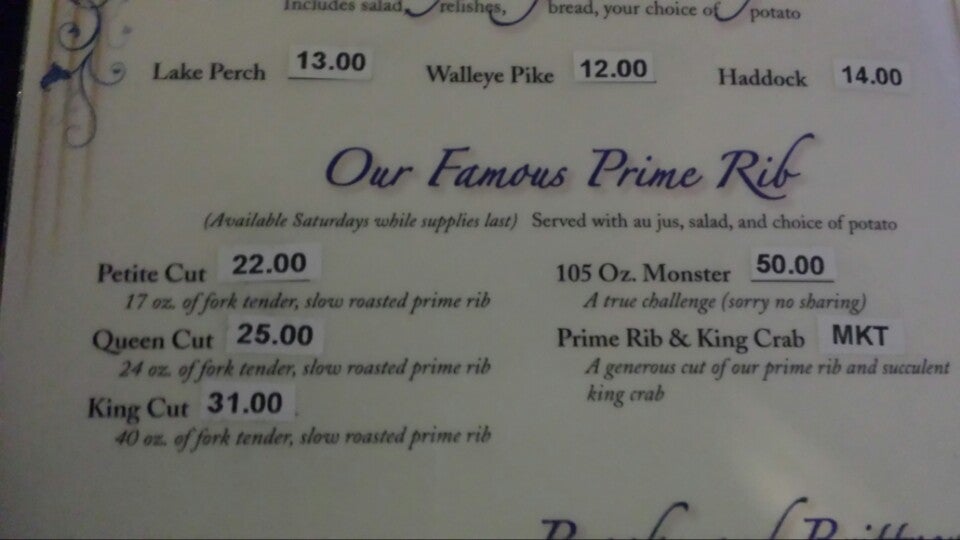 Includes salad, relishes, bread, your choice of potato
Lake Perch 13.00 Walleye Pike 12.00 Haddock 14.00
Our Famous Prime Rib
(Available Saturdays while supplies last) Served with au jus, salad, and choice of potato
Petite Cut 22.00
17 oz. of fork tender, slow roasted prime rib
Queen Cut 25.00
24 oz. of fork tender, slow roasted prime rib
King Cut 31.00
40 oz. of fork tender, slow roasted prime rib
105 Oz. Monster 50.00
A true challenge (sorry no sharing)
Prime Rib & King Crab MKT
A generous cut of our prime rib and succulent
king crab